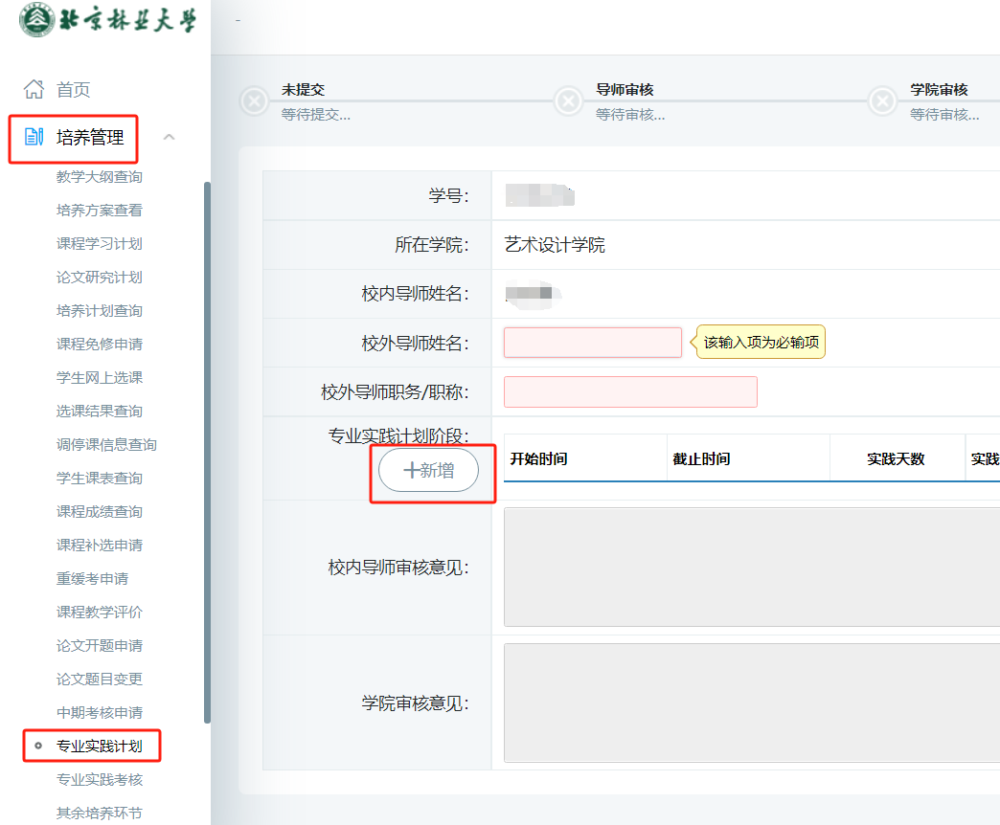 北京林业大学
-
首页
培养管理
教学大纲查询
培养方案查看
课程学习计划
论文研究计划
培养计划查询
课程免修申请
学生网上选课
选课结果查询
调停课信息查询
学生课表查询
课程成绩查询
课程补选申请
重缓考申请
课程教学评价
论文开题申请
论文题目变更
中期考核申请
专业实践计划
专业实践考核
其余培养环节
未提交 导师审核 学院审核
等待提交... 等待审核... 等待审核...
学号：
所在学院： 艺术设计学院
校内导师姓名：
校外导师姓名： 该输入项为必输项
校外导师职务/职称：
专业实践计划阶段：
新增
开始时间 截止时间 实践天数 实践
校内导师审核意见：
学院审核意见：